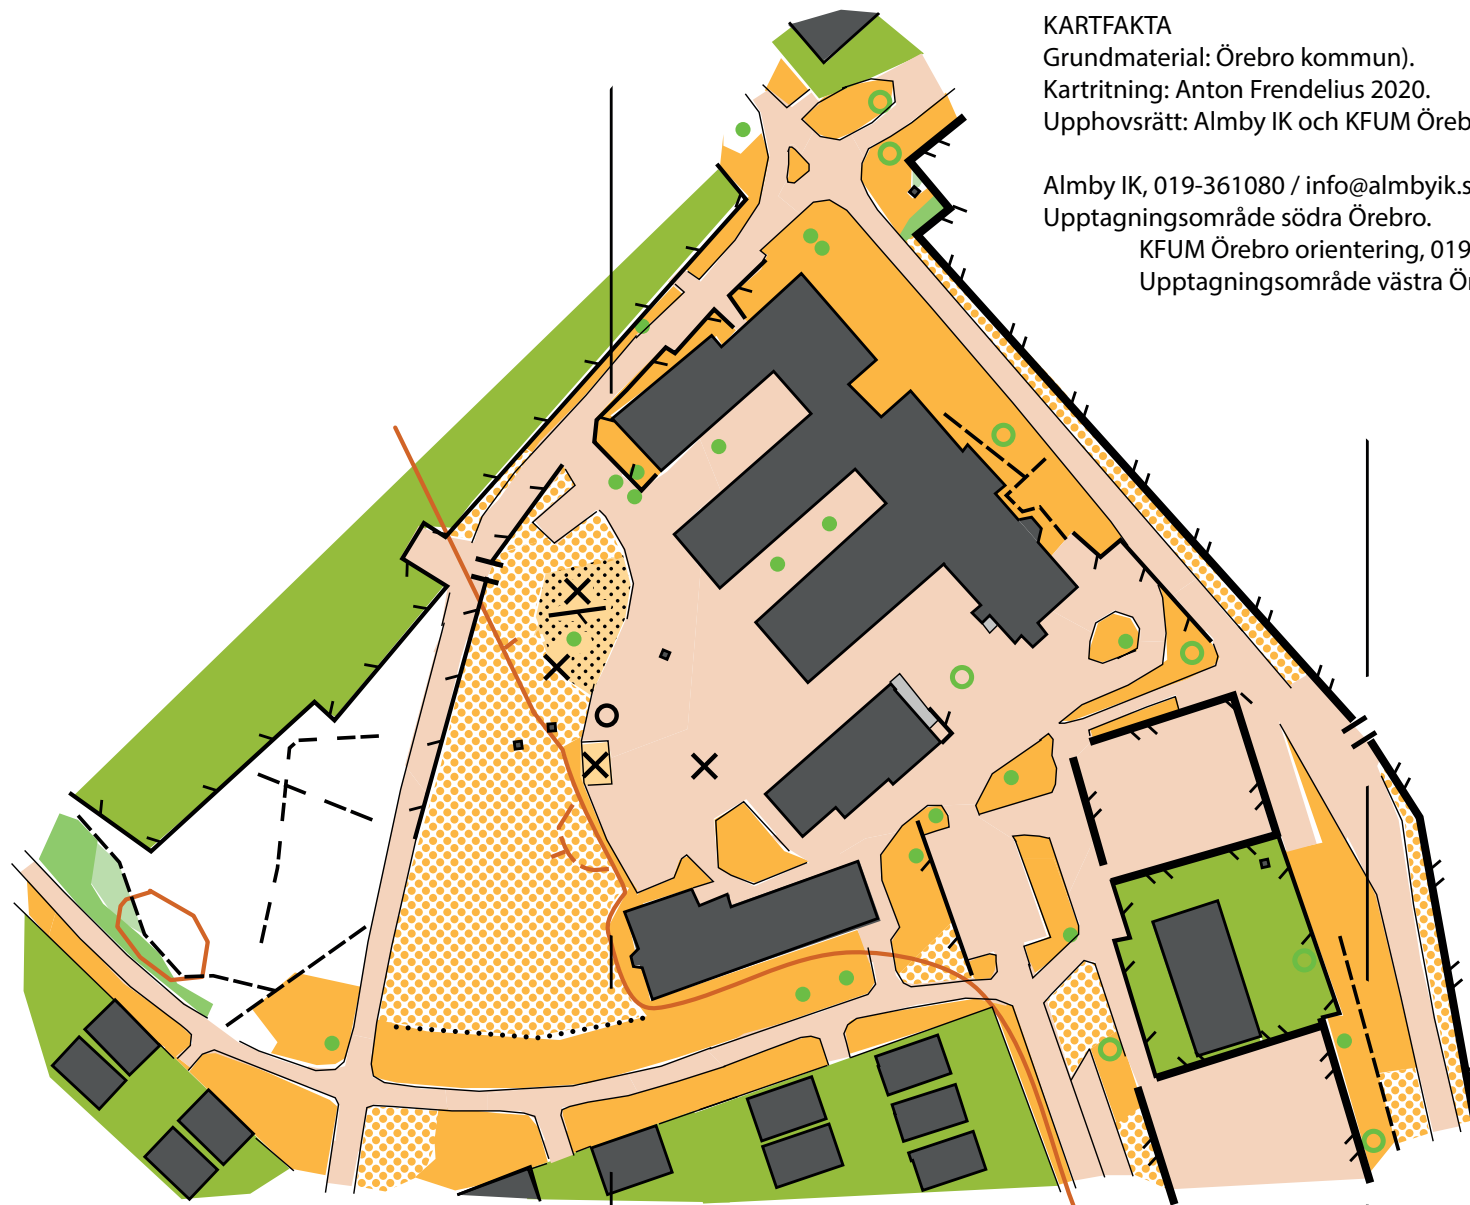 KARTFAKTA
Grundmaterial: Örebro kommun).
Kartritning: Anton Frendelius 2020.
Upphovsrätt: Almby IK och KFUM Öreb
Almby IK, 019-361080 / info@almbyik.s
Upptagningsområde södra Örebro.
KFUM Örebro orientering, 019
Upptagningsområde västra Ör